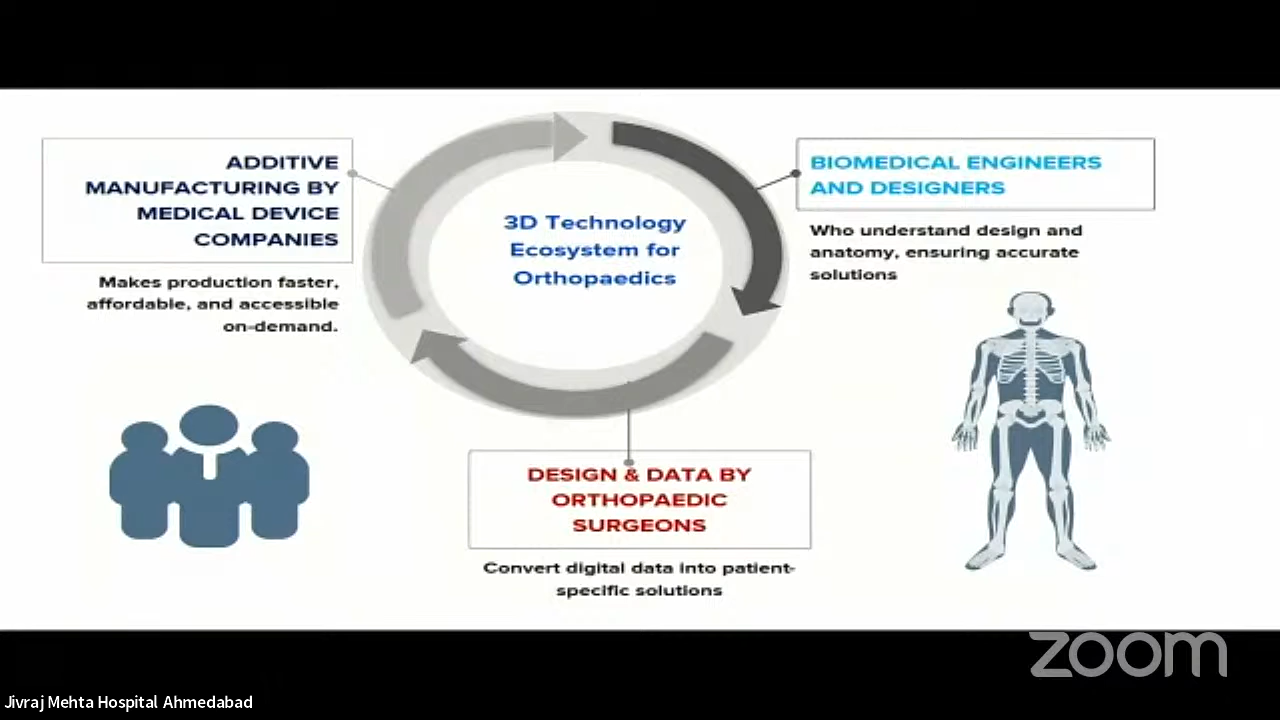 ADDITIVE
MANUFACTURING BY
MEDICAL DEVICE
COMPANIES
Makes production faster,
affordable, and accessible
on-demand.
3D Technology
Ecosystem for
Orthopaedics
BIOMEDICAL ENGINEERS
AND DESIGNERS
Who understand design and
anatomy, ensuring accurate
solutions
DESIGN & DATA BY
ORTHOPAEDIC
SURGEONS
Convert digital data into patient-
specific solutions
zoom
Jivraj Mehta Hospital Ahmedabad